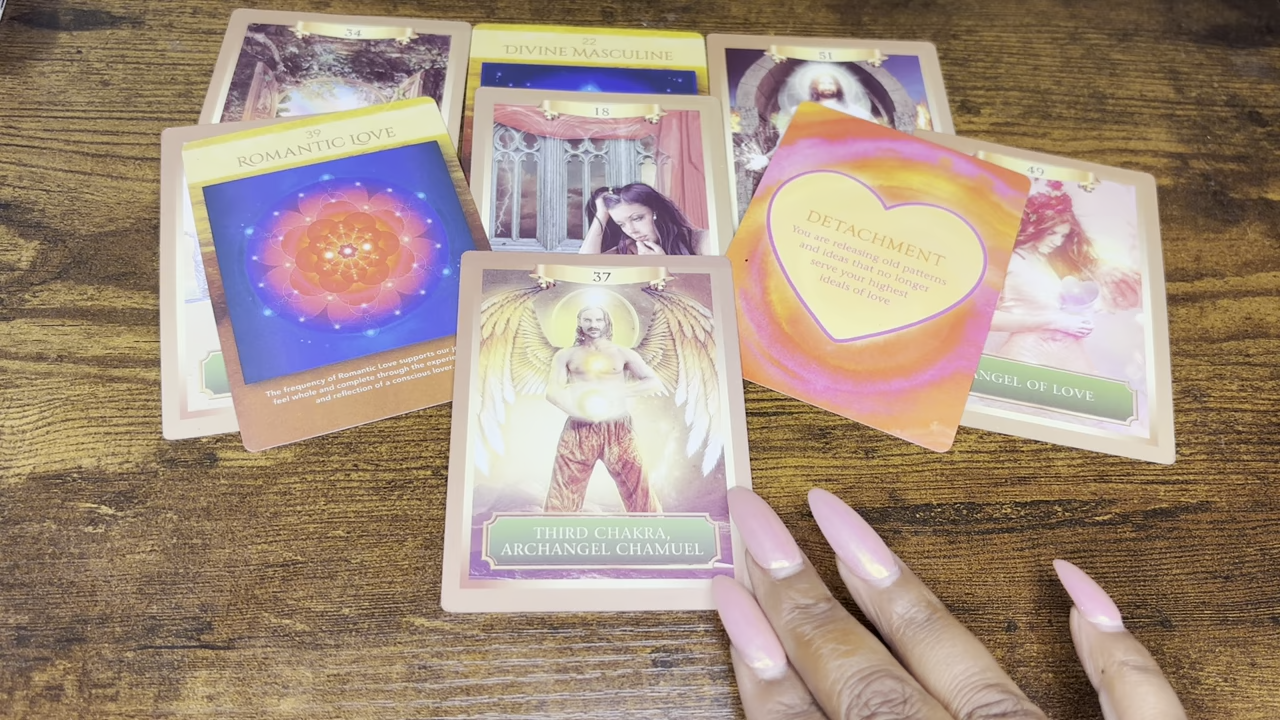 34
22
DIVINE MASCULINE
51
39
ROMANTIC LOVE
18
49
DETACHMENT
You are releasing old patterns
and ideas that no longer
serve your highest
ideals of love
37
The frequency of Romantic Love supports our
feel whole and complete through the
and reflection of a conscious lover.
ANGEL OF LOVE
THIRD CHAKRA,
ARCHANGEL CHAMUEL